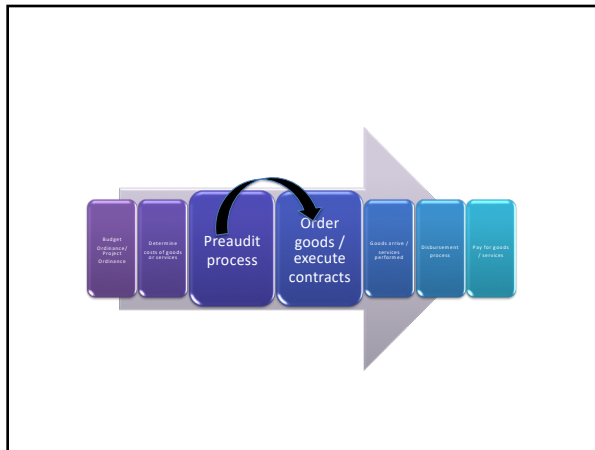 Budget
Ordinance/
Project
Ordinance
Determine
costs of goods
or services
Preaudit
process
Order
goods /
execute
contracts
Goods arrive /
services
performed
Disbursement
process
Pay for goods
/ services